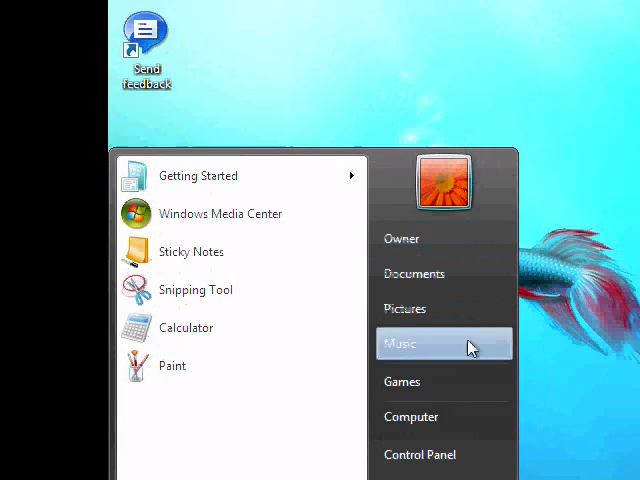 Send
feedback
Getting Started
Windows Media Center
Sticky Notes
Snipping Tool
Calculator
Paint
Owner
Documents
Pictures
Music
Games
Computer
Control Panel